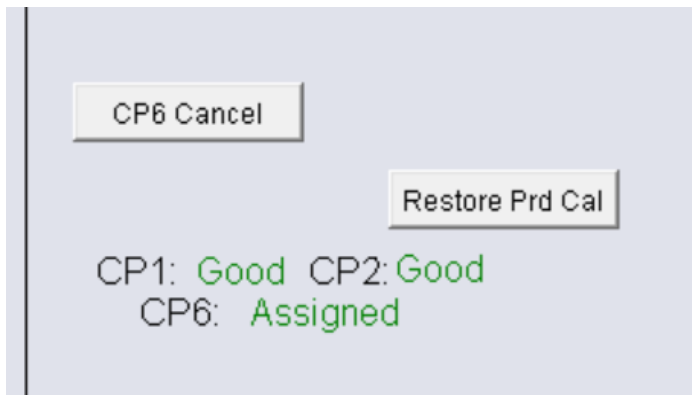 CP6 Cancel
Restore Prd Cal
CP1: Good CP2: Good
CP6: Assigned